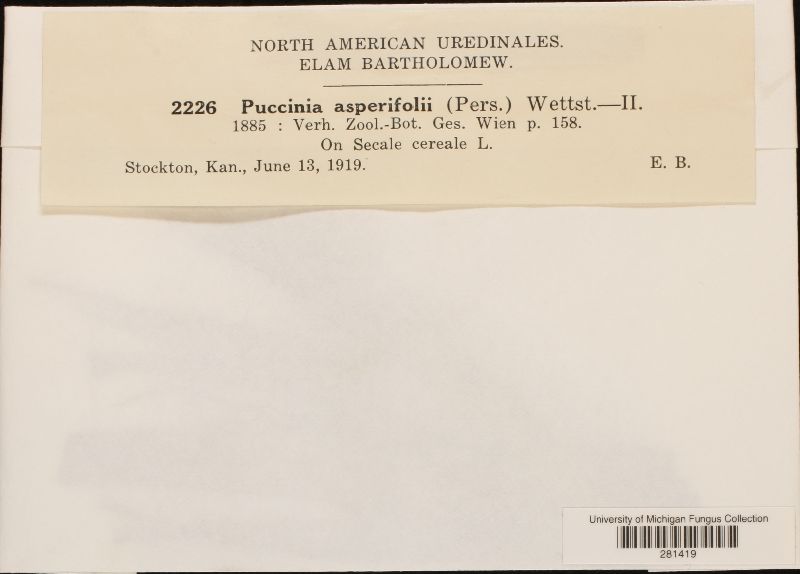 NORTH AMERICAN UREDINALES.
ELAM BARTHOLOMEW.
2226 Puccinia asperifolii (Pers.) Wettst.—II.
1885 : Verh. Zool.-Bot. Ges. Wien p. 158.
On Secale cereale L.
Stockton, Kan., June 13, 1919. E. B.
University of Michigan Fungus Collection
281419